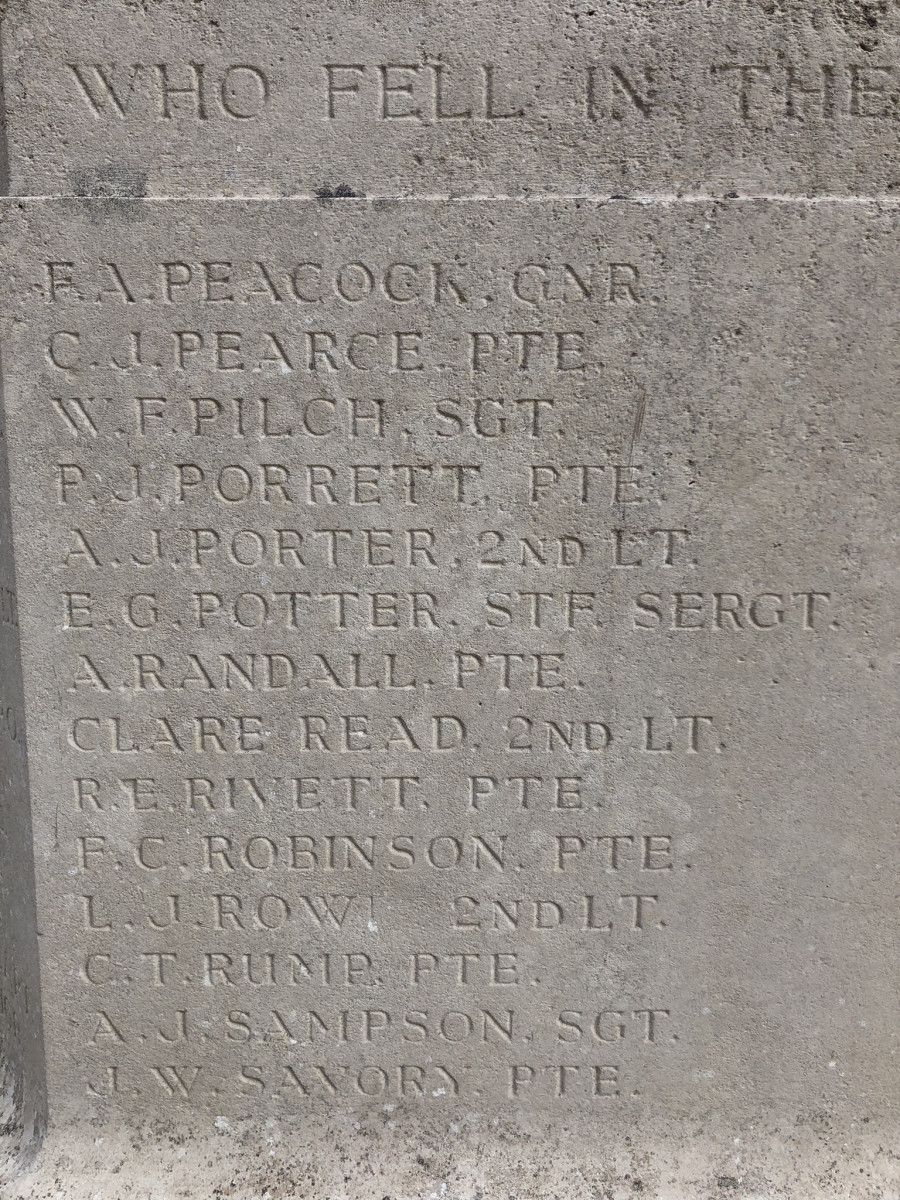 WHO FELL IN THE
F.A.PEACOCK. GNR.
C.J.PEARCE. PTE.
W.F.PILCH. SGT.
P.J.PORRETT. PTE.
A.J.PORTER. 2ND LT.
E.G.POTTER. STF. SERGT.
A.RANDALL. PTE.
CLARE READ. 2ND LT.
R.E.RIVETT. PTE.
F.C.ROBINSON. PTE.
L.J.ROW 2ND LT.
C.T.RUMP. PTE.
A.J.SAMPSON. SGT.
J.W.SAVORY. PTE.